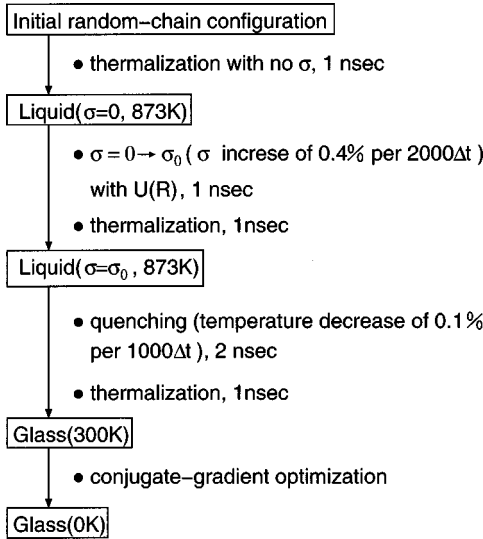 Initial random-chain configuration
• thermalization with no σ, 1 nsec
Liquid(σ=0, 873K)
• σ = 0→ σ₀ ( σ increse of 0.4% per 2000Δt )
with U(R), 1 nsec
• thermalization, 1nsec
Liquid(σ=σ₀ , 873K)
• quenching (temperature decrease of 0.1%
per 1000Δt ), 2 nsec
• thermalization, 1nsec
Glass(300K)
• conjugate-gradient optimization
Glass(0K)